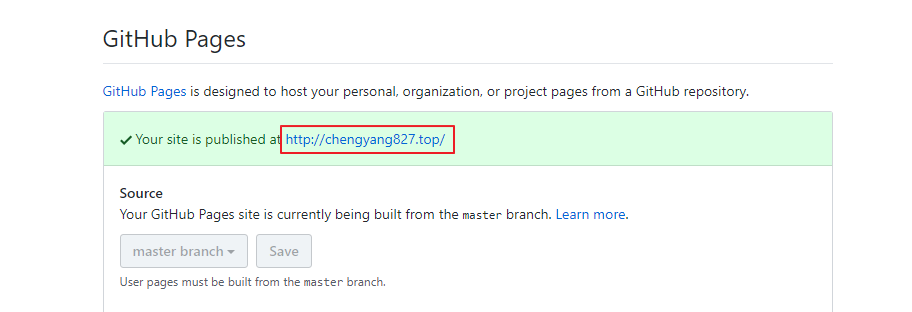 GitHub Pages
GitHub Pages is designed to host your personal, organization, or project pages from a GitHub repository.
✓ Your site is published at http://chengyang827.top/
Source
Your GitHub Pages site is currently being built from the master branch. Learn more.
master branch Save
User pages must be built from the master branch.